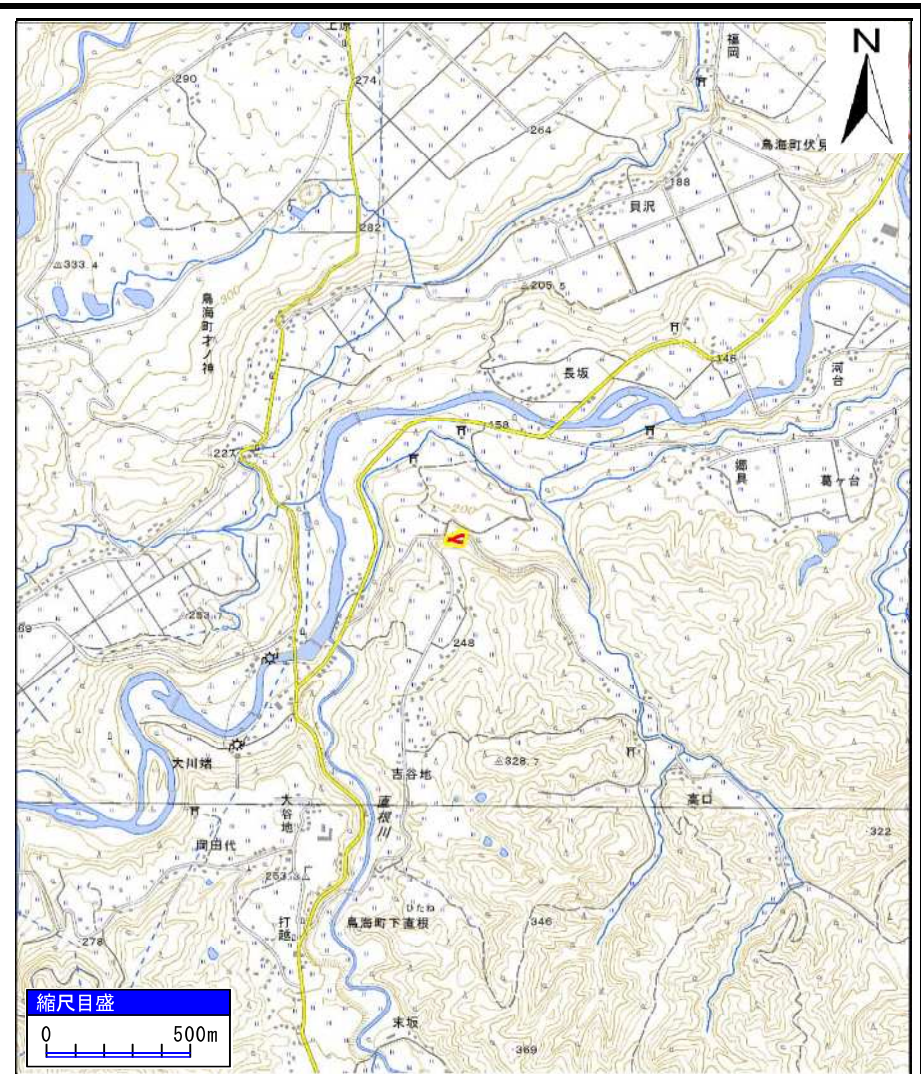 上原
福岡
N
290
274
264
鳥海町伏見
188
貝沢
282
333.4
300
205.5
鳥海町才ノ神
長坂
146
河台
158
227
郷具
葛ヶ台
200
200
253.7
69
248
大川端
吉谷地
328.7
高口
大谷地
直根川
322
岡田代
253.3
ひたね
鳥海町下直根
346
打越
278
縮尺目盛
0 500m
末坂
369